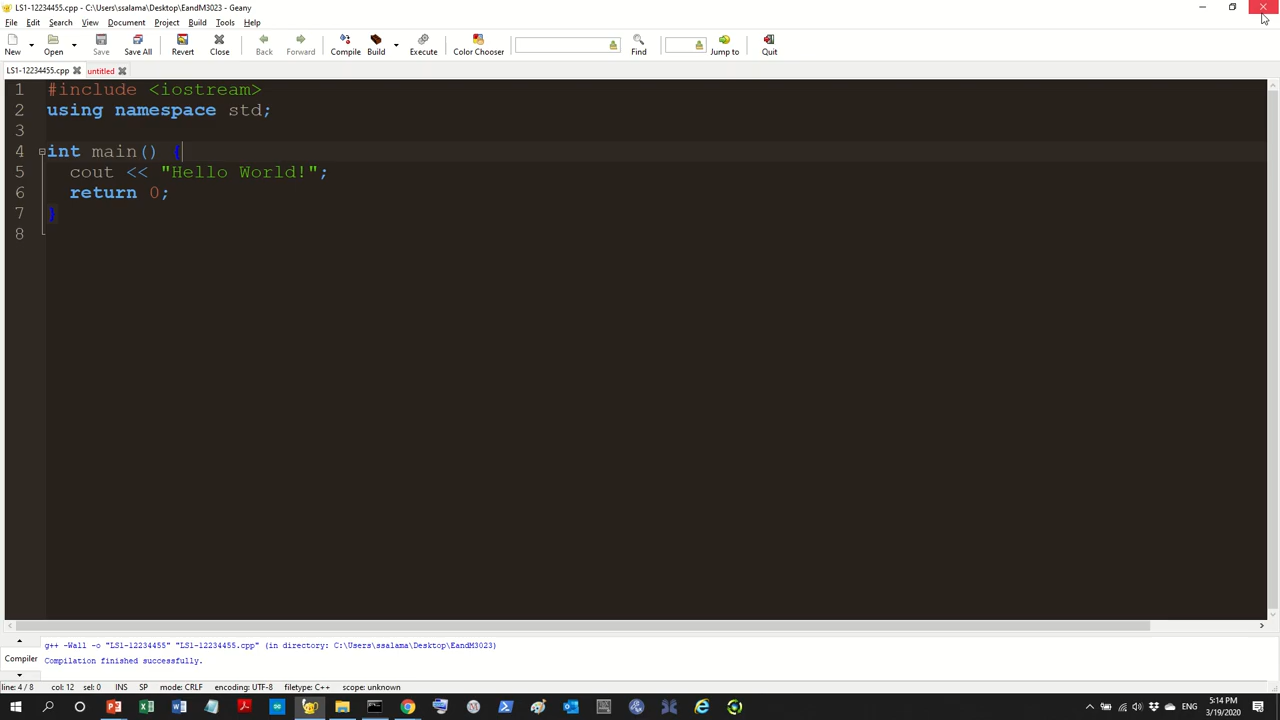 LS1-12234455.cpp - C:\Users\ssalama\Desktop\EandM3023 - Geany
File Edit Search View Document Project Build Tools Help
New Open Save Save All Revert Close Back Forward Compile Build Execute Color Chooser Find Jump to Quit
LS1-12234455.cpp untitled
1 #include <iostream>
2 using namespace std;
3
4 int main() {
5 cout << "Hello World!";
6 return 0;
7 }
8
g++ -Wall -o "LS1-12234455" "LS1-12234455.cpp" (in directory: C:\Users\ssalama\Desktop\EandM3023)
Compiler
Compilation finished successfully.
line: 4 / 8 col: 12 sel: 0 INS SP mode: CRLF encoding: UTF-8 filetype: C++ scope: unknown
5:14 PM
3/19/2020